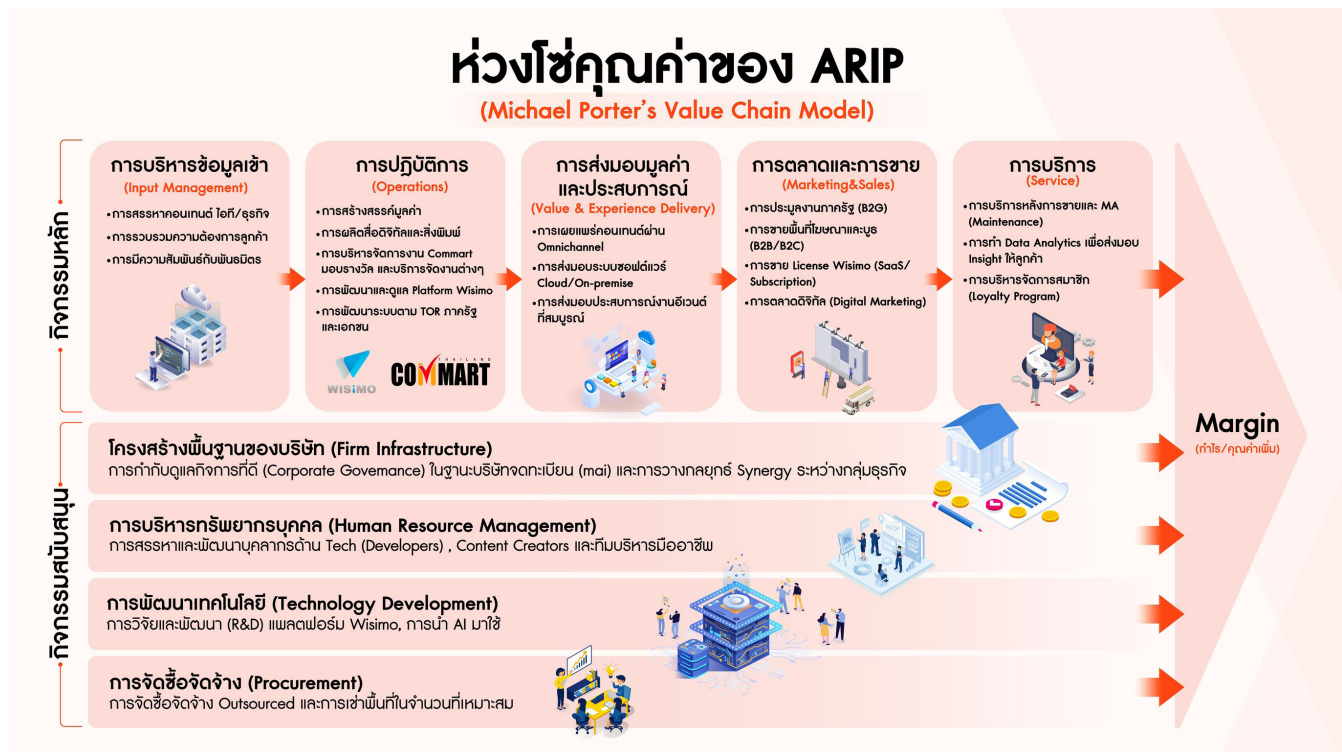 ห่วงโซ่คุณค่าของ ARIP
(Michael Porter's Value Chain Model)
กิจกรรมหลัก
การบริหารข้อมูลเข้า
(Input Management)
•การสรรหาคอนเทนต์ ไอที/ธุรกิจ
•การรวบรวมความต้องการลูกค้า
•การมีความสัมพันธ์กับพันธมิตร
การปฏิบัติการ
(Operations)
•การสร้างสรรค์มูลค่า
•การผลิตสื่อดิจิทัลและสิ่งพิมพ์
•การบริหารจัดการงาน Commart
มอบรางวัล และบริการจัดงานต่างๆ
•การพัฒนาและดูแล Platform Wisimo
•การพัฒนาระบบตาม TOR ภาครัฐ
และเอกชน
WISIMO
THAILAND
COMMART
การส่งมอบมูลค่า
และประสบการณ์
(Value & Experience Delivery)
•การเผยแพร่คอนเทนต์ผ่าน
Omnichannel
•การส่งมอบระบบซอฟต์แวร์
Cloud/On-premise
•การส่งมอบประสบการณ์งานอีเวนต์
ที่สมบูรณ์
การตลาดและการขาย
(Marketing&Sales)
•การประมูลงานภาครัฐ (B2G)
•การขายพื้นที่โฆษณาและบูธ
(B2B/B2C)
•การขาย License Wisimo (SaaS/
Subscription)
•การตลาดดิจิทัล (Digital Marketing)
การบริการ
(Service)
•การบริการหลังการขายและ MA
(Maintenance)
•การทำ Data Analytics เพื่อส่งมอบ
Insight ให้ลูกค้า
•การบริหารจัดการสมาชิก
(Loyalty Program)
กิจกรรมสนับสนุน
โครงสร้างพื้นฐานของบริษัท (Firm Infrastructure)
การกำกับดูแลกิจการที่ดี (Corporate Govemance) ในฐานะบริษัทจดทะเบียน (mai) และการวางกลยุทธ์ Synergy ระหว่างกลุ่มธุรกิจ
การบริหารทรัพยากรบุคคล (Human Resource Management)
การสรรหาและพัฒนาบุคลากรด้าน Tech (Developers) , Content Creators และทีมบริหารมืออาชีพ
การพัฒนาเทคโนโลยี (Technology Development)
การวิจัยและพัฒนา (R&D) แพลตฟอร์ม Wisimo, การนำ AI มาใช้
การจัดซื้อจัดจ้าง (Procurement)
การจัดซื้อจัดจ้าง Outsourced และการเช่าพื้นที่ในจำนวนที่เหมาะสม
Margin
(กำไร/คุณค่าเพิ่ม)